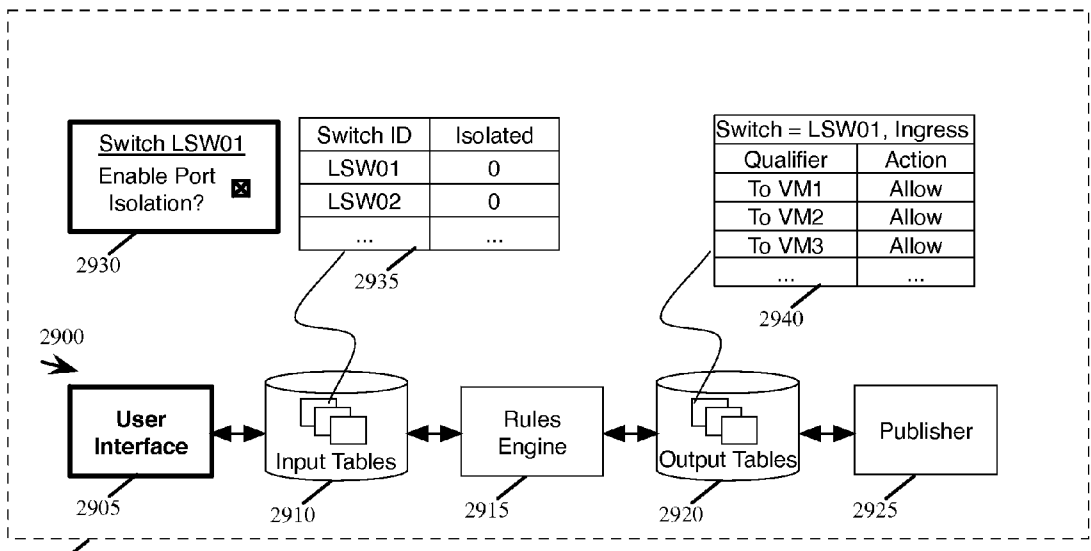 Switch LSW01
Enable Port
Isolation?
2930
Switch ID Isolated
LSW01 0
LSW02 0
... ...
2935
Switch = LSW01, Ingress
Qualifier Action
To VM1 Allow
To VM2 Allow
To VM3 Allow
... ...
2940
2900
User
Interface
2905
Input Tables
2910
Rules
Engine
2915
Output Tables
2920
Publisher
2925